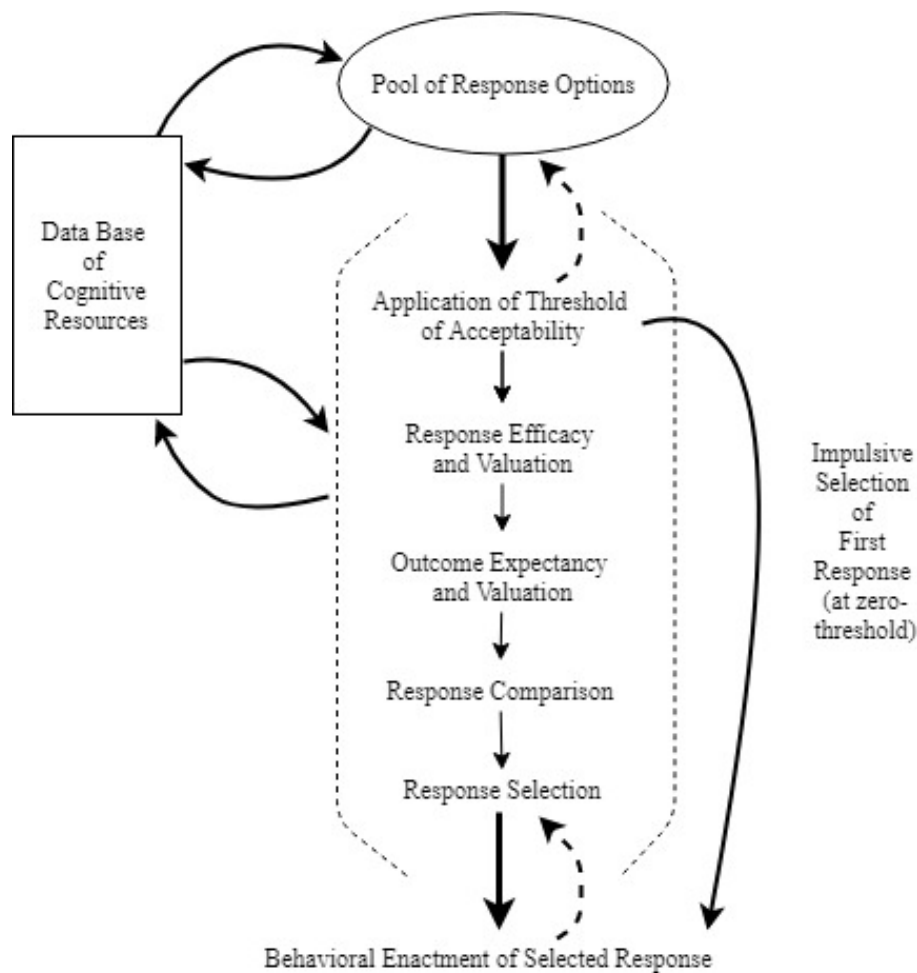 Pool of Response Options
Data Base
of
Cognitive
Resources
Application of Threshold
of Acceptability
Response Efficacy
and Valuation
Impulsive
Selection
of
First
Response
(at zero-
threshold)
Outcome Expectancy
and Valuation
Response Comparison
Response Selection
Behavioral Enactment of Selected Response